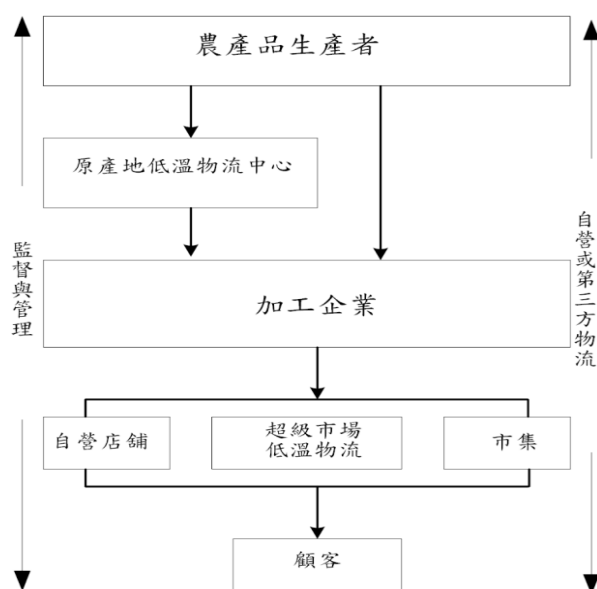 農產品生產者
原產地低溫物流中心
監督與管理
自營或第三方物流
加工企業
自營店舖
超級市場
低溫物流
市集
顧客